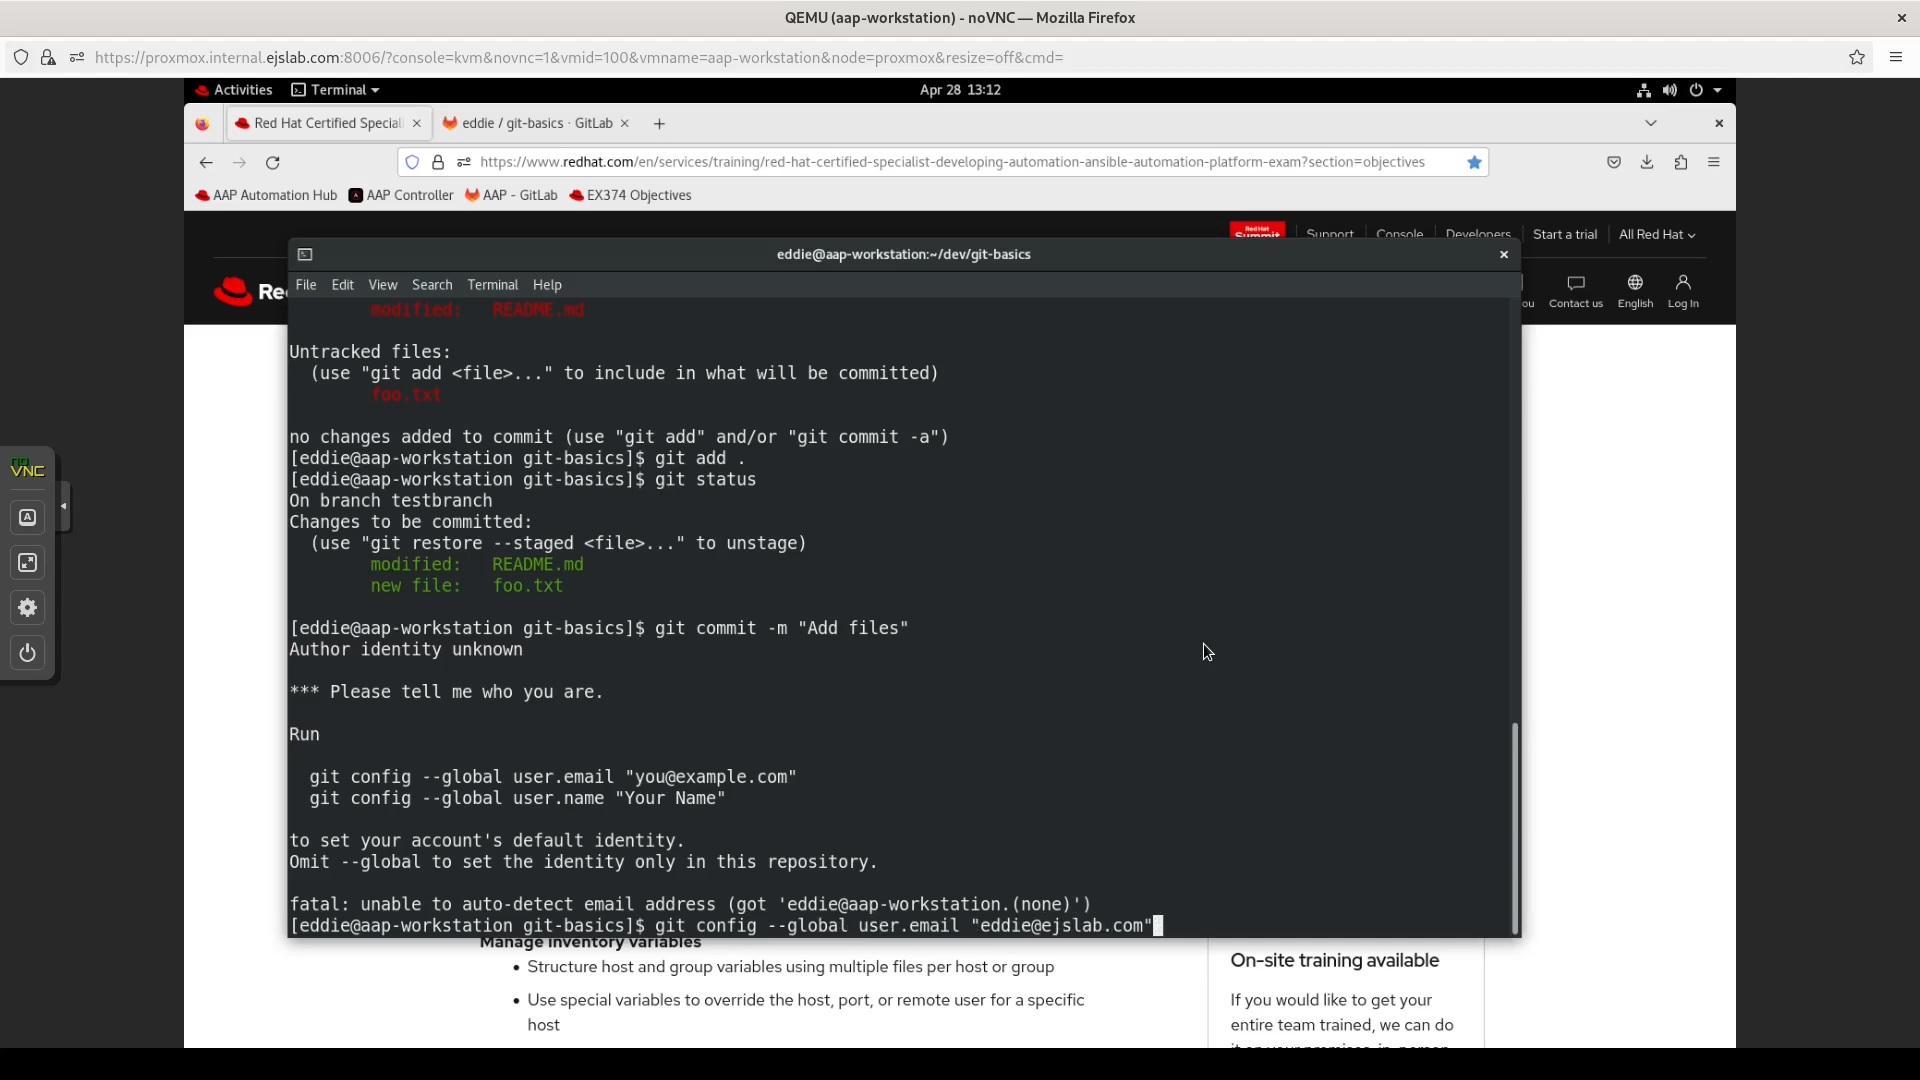 QEMU (aap-workstation) - noVNC — Mozilla Firefox
https://proxmox.internal.ejslab.com:8006/?console=kvm&novnc=1&vmid=100&vmname=aap-workstation&node=proxmox&resize=off&cmd=
Activities Terminal Apr 28 13:12
Red Hat Certified Special eddie / git-basics · GitLab
https://www.redhat.com/en/services/training/red-hat-certified-specialist-developing-automation-ansible-automation-platform-exam?section=objectives
AAP Automation Hub AAP Controller AAP - GitLab EX374 Objectives
Red Hat Summit Support Console Developers Start a trial All Red Hat
eddie@aap-workstation:~/dev/git-basics
File Edit View Search Terminal Help
Re
ou Contact us English Log In
modified: README.md
Untracked files:
(use "git add <file>..." to include in what will be committed)
foo.txt
no changes added to commit (use "git add" and/or "git commit -a")
[eddie@aap-workstation git-basics]$ git add .
[eddie@aap-workstation git-basics]$ git status
On branch testbranch
Changes to be committed:
(use "git restore --staged <file>..." to unstage)
modified: README.md
new file: foo.txt
[eddie@aap-workstation git-basics]$ git commit -m "Add files"
Author identity unknown
*** Please tell me who you are.
Run
git config --global user.email "you@example.com"
git config --global user.name "Your Name"
to set your account's default identity.
Omit --global to set the identity only in this repository.
fatal: unable to auto-detect email address (got 'eddie@aap-workstation.(none)')
[eddie@aap-workstation git-basics]$ git config --global user.email "eddie@ejslab.com"
no
VNC
A
Manage inventory variables
• Structure host and group variables using multiple files per host or group
• Use special variables to override the host, port, or remote user for a specific
host
On-site training available
If you would like to get your
entire team trained, we can do